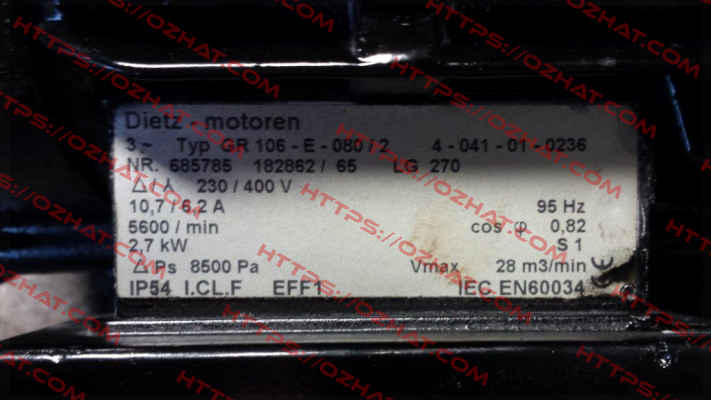 Dietz - motoren
3 ~ Typ GR 106 - E - 080 / 2 4 - 041 - 01 - 0236
NR. 685785 182862 / 65 LG 270
△ / 人 230 / 400 V
10,7 / 6,2 A 95 Hz
5600 / min cos φ 0,82
2,7 kW S 1
△ Ps 8500 Pa Vmax 28 m3/min
IP54 I.CL.F EFF1 IEC.EN60034 CE
HTTPS://OZHAT.COM